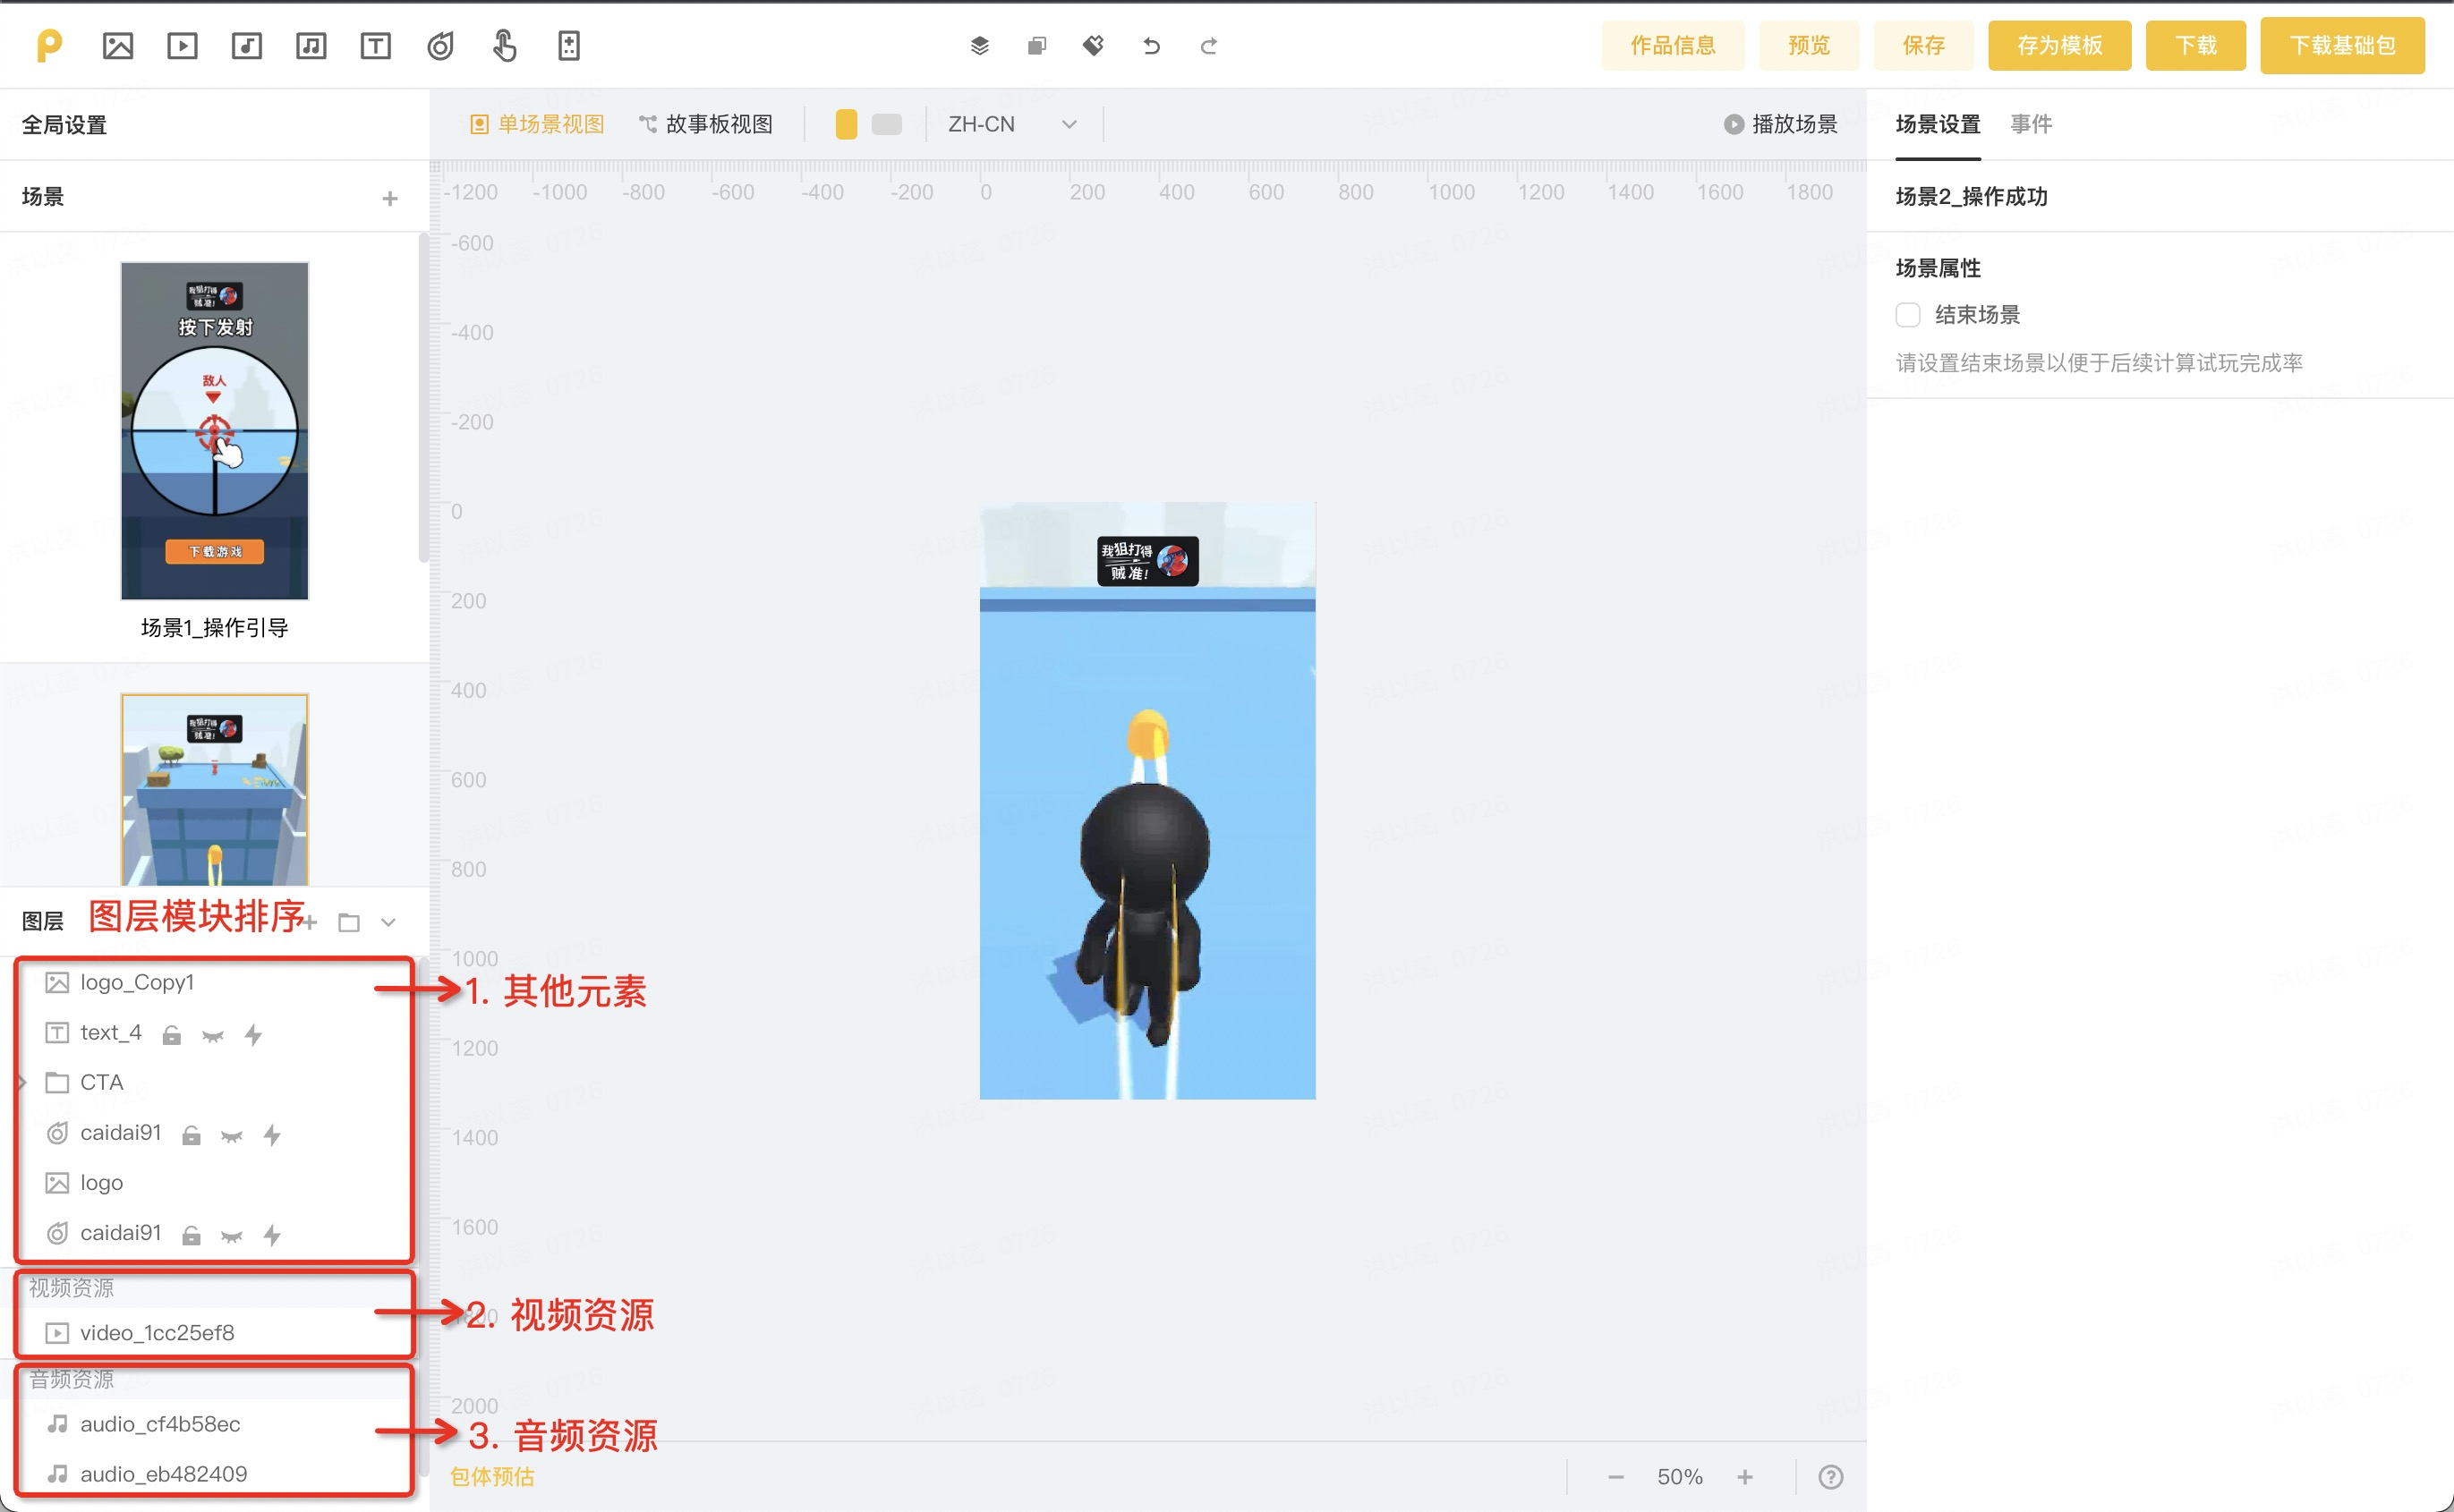 作品信息
预览
保存
存为模板
下载
下载基础包
全局设置
单场景视图
故事板视图
ZH-CN
播放场景
场景设置
事件
场景
-1200 -1000 -800 -600 -400 -200 0 200 400 600 800 1000 1200 1400 1600 1800
场景2_操作成功
场景属性
结束场景
请设置结束场景以便于后续计算试玩完成率
-600
-400
-200
0
200
400
600
800
1000
1200
1400
1600
2000
我狙打得
贼准!
按下发射
敌人
下载游戏
场景1_操作引导
我狙打得
贼准!
我狙打得
贼准!
图层
图层模块排序
logo_Copy1
text_4
CTA
caidai91
logo
caidai91
1. 其他元素
视频资源
video_1cc25ef8
2. 视频资源
音频资源
audio_cf4b58ec
audio_eb482409
3. 音频资源
包体预估
50%